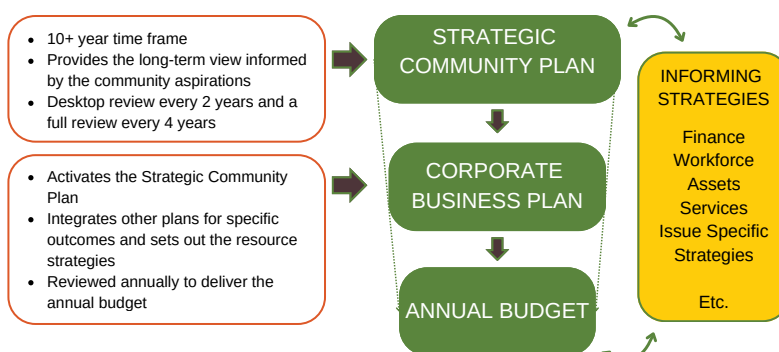 • 10+ year time frame
• Provides the long-term view informed
by the community aspirations
• Desktop review every 2 years and a
full review every 4 years
STRATEGIC
COMMUNITY PLAN
• Activates the Strategic Community
Plan
• Integrates other plans for specific
outcomes and sets out the resource
strategies
• Reviewed annually to deliver the
annual budget
CORPORATE
BUSINESS PLAN
ANNUAL BUDGET
INFORMING
STRATEGIES
Finance
Workforce
Assets
Services
Issue Specific
Strategies
Etc.